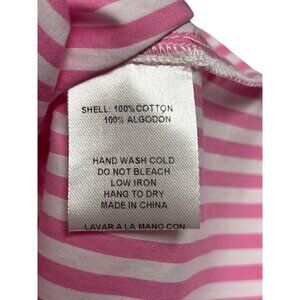 SHELL: 100%COTTON
100% ALGODON
HAND WASH COLD
DO NOT BLEACH
LOW IRON
HANG TO DRY
MADE IN CHINA
LAVAR A LA MANO CON